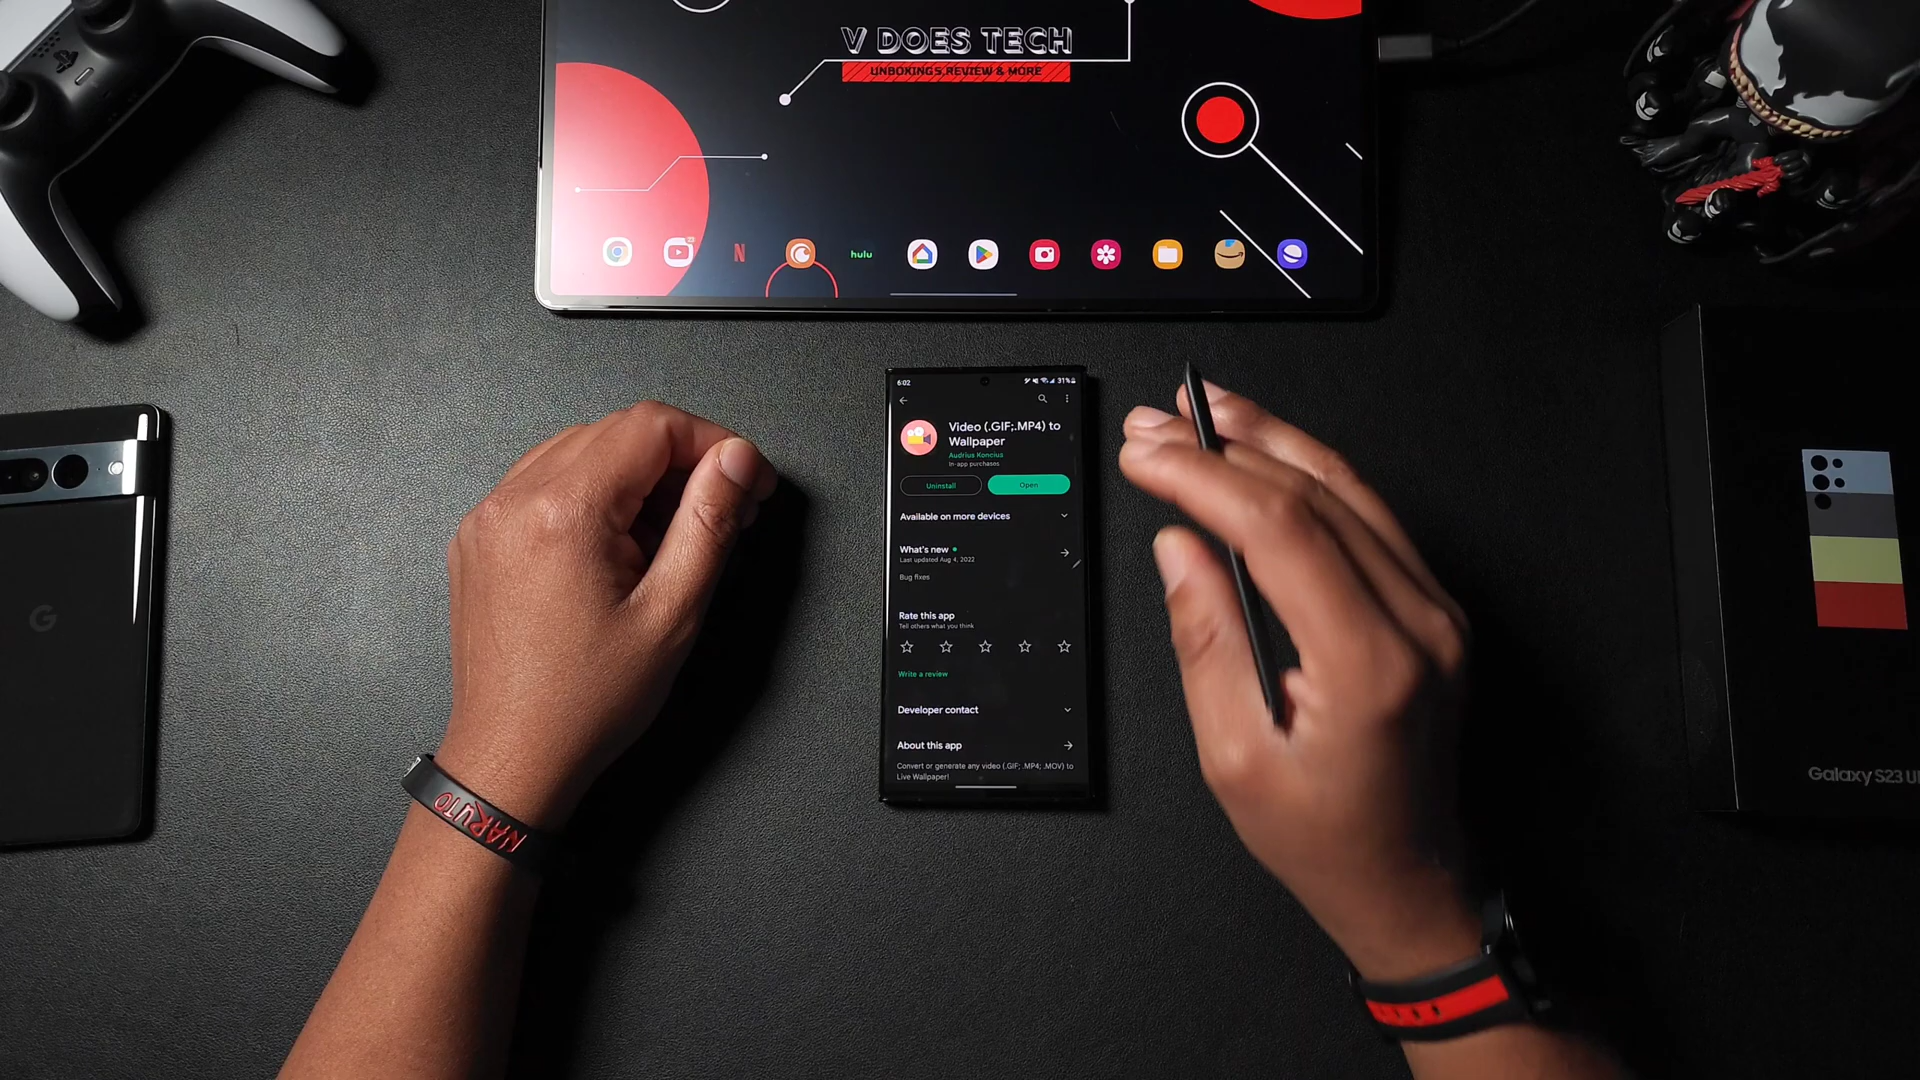 V DOES TECH
UNBOXINGS,REVIEW & MORE
23
N
hulu
6:02
31%
Video (.GIF;.MP4) to
Wallpaper
Audrius Koncius
In-app purchases
Uninstall
Open
Available on more devices
What's new
Last updated Aug 4, 2022
Bug fixes
Rate this app
Tell others what you think
Write a review
Developer contact
About this app
Convert or generate any video (.GIF; .MP4; .MOV) to
Live Wallpaper!
G
NARUTO
Galaxy S23 U